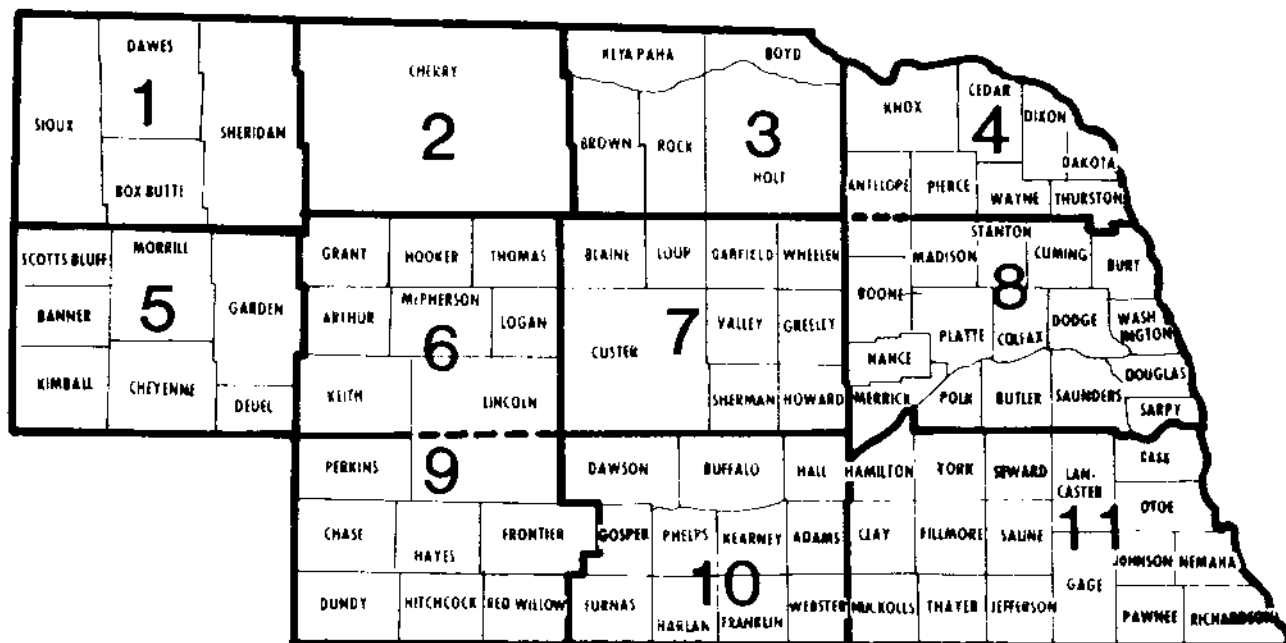 DAWES
1
SIOUX
SHERIDAN
BOX BUTTE
CHERRY
2
KEYA PAHA
BOYD
3
BROWN
ROCK
HOLT
KNOX
CEDAR
4
DIXON
DAKOTA
ANTELOPE
PIERCE
WAYNE
THURSTON
SCOTTS BLUFF
MORRILL
5
GARDEN
BANNER
KIMBALL
CHEYENNE
DEUEL
GRANT
HOOKER
THOMAS
ARTHUR
McPHERSON
LOGAN
6
KEITH
LINCOLN
BLAINE
LOUP
GARFIELD
WHEELER
7
VALLEY
GREELEY
CUSTER
SHERMAN
HOWARD
STANTON
MADISON
CUMING
BURT
8
BOONE
PLATTE
COLFAX
DODGE
WASH
INGTON
NANCE
MERRICK
POLK
BUTLER
SAUNDERS
DOUGLAS
SARPY
PERKINS
9
CHASE
HAYES
FRONTIER
DUNDY
HITCHCOCK
RED WILLOW
DAWSON
BUFFALO
HALL
GOSPER
PHELPS
KEARNEY
ADAMS
10
FURNAS
HARLAN
FRANKLIN
WEBSTER
HAMILTON
YORK
SEWARD
LAN-
CASTER
CASS
OTOE
11
CLAY
FILLMORE
SALINE
GAGE
JOHNSON
NEMAHA
NUCKOLLS
THAYER
JEFFERSON
PAWNEE
RICHARDSON